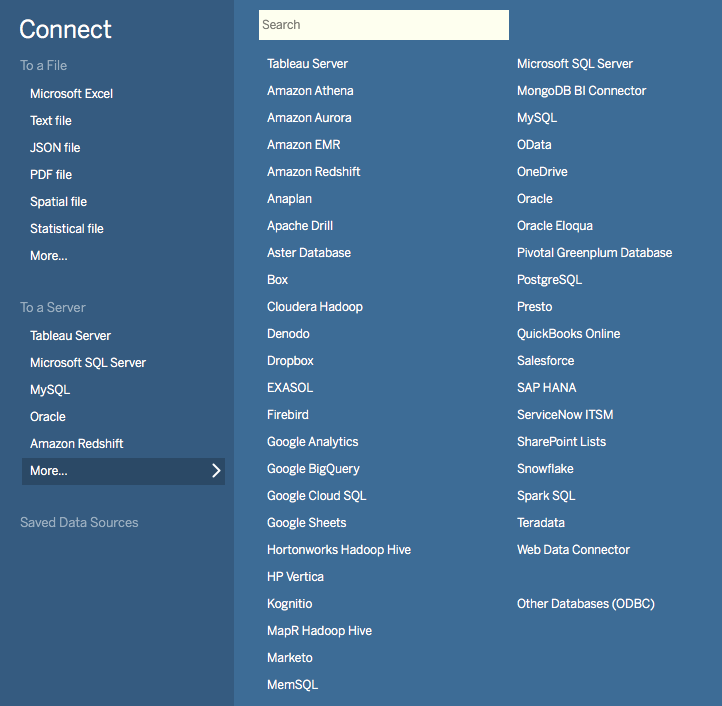 Connect
To a File
Microsoft Excel
Text file
JSON file
PDF file
Spatial file
Statistical file
More...
To a Server
Tableau Server
Microsoft SQL Server
MySQL
Oracle
Amazon Redshift
More...
Saved Data Sources
Search
Tableau Server
Amazon Athena
Amazon Aurora
Amazon EMR
Amazon Redshift
Anaplan
Apache Drill
Aster Database
Box
Cloudera Hadoop
Denodo
Dropbox
EXASOL
Firebird
Google Analytics
Google BigQuery
Google Cloud SQL
Google Sheets
Hortonworks Hadoop Hive
HP Vertica
Kognitio
MapR Hadoop Hive
Marketo
MemSQL
Microsoft SQL Server
MongoDB BI Connector
MySQL
OData
OneDrive
Oracle
Oracle Eloqua
Pivotal Greenplum Database
PostgreSQL
Presto
QuickBooks Online
Salesforce
SAP HANA
ServiceNow ITSM
SharePoint Lists
Snowflake
Spark SQL
Teradata
Web Data Connector
Other Databases (ODBC)